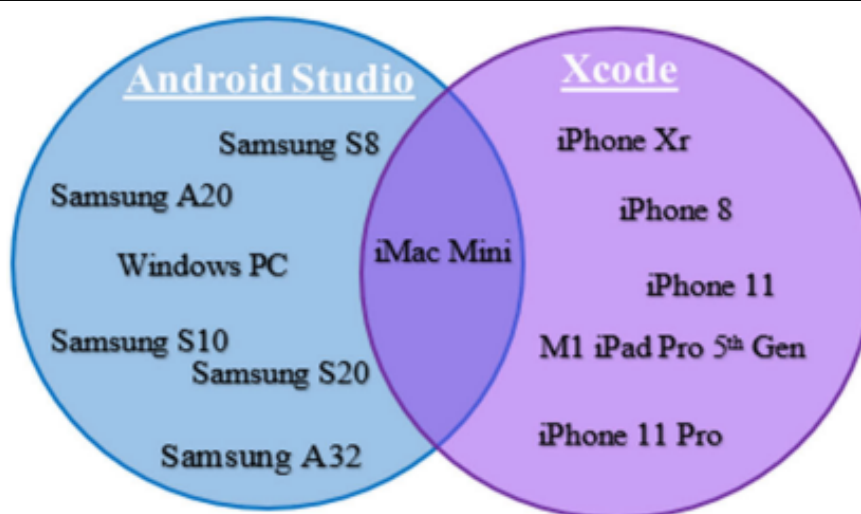 Android Studio
Samsung S8
Samsung A20
Windows PC
Samsung S10
Samsung S20
Samsung A32
iMac Mini
Xcode
iPhone Xr
iPhone 8
iPhone 11
M1 iPad Pro 5th Gen
iPhone 11 Pro